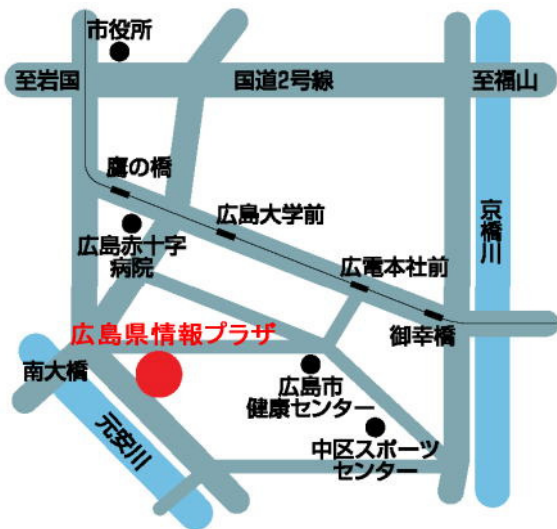 市役所
至岩国
国道2号線
至福山
鷹の橋
広島大学前
京橋川
広島赤十字
病院
広電本社前
広島県情報プラザ
御幸橋
南大橋
広島市
健康センター
元安川
中区スポーツ
センター